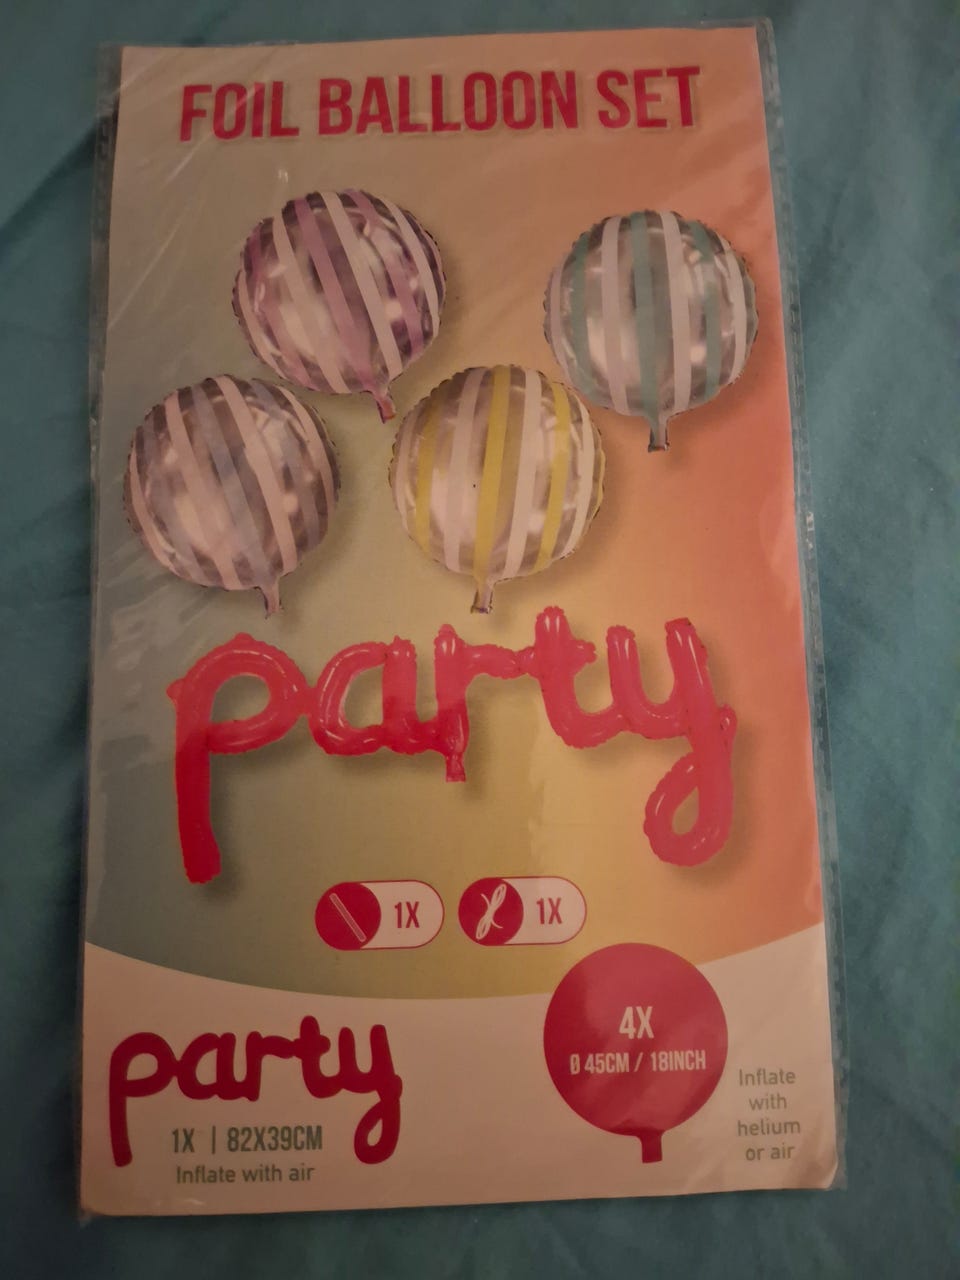 FOIL BALLOON SET
party
1X
1X
party
1X | 82X39CM
Inflate with air
4X
Ø 45CM / 18INCH
Inflate
with
helium
or air